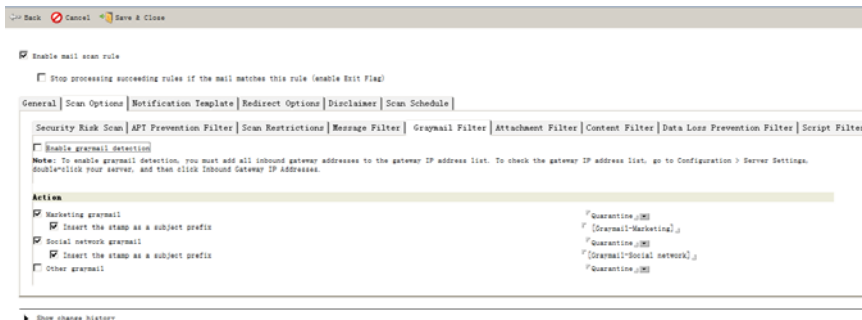 Back Cancel Save & Close
Enable mail scan rule
Stop processing succeeding rules if the mail matches this rule (enable Exit Flag)
General Scan Options Notification Template Redirect Options Disclaimer Scan Schedule
Security Risk Scan APT Prevention Filter Scan Restrictions Message Filter Graymail Filter Attachment Filter Content Filter Data Loss Prevention Filter Script Filter
Enable graymail detection
Note: To enable graymail detection, you must add all inbound gateway addresses to the gateway IP address list. To check the gateway IP address list, go to Configuration > Server Settings,
double-click your server, and then click Inbound Gateway IP Addresses.
Action
Marketing graymail Quarantine
Insert the stamp as a subject prefix [Graymail-Marketing]
Social network graymail Quarantine
Insert the stamp as a subject prefix [Graymail-Social network]
Other graymail Quarantine
Show change history